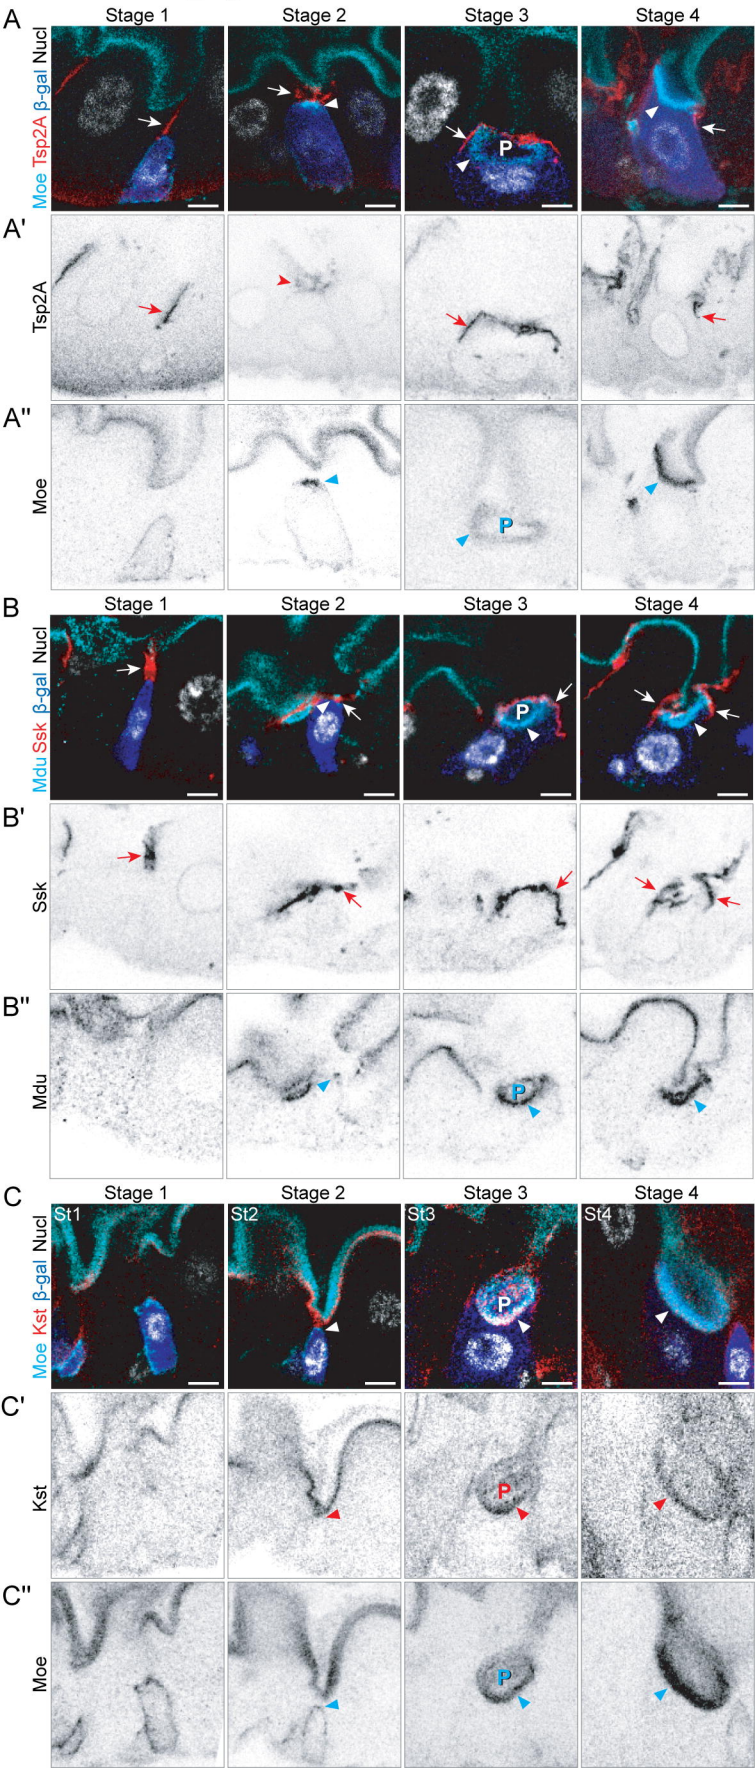 A Stage 1 Stage 2 Stage 3 Stage 4
Moe Tsp2A β-gal Nucl
P
A'
Tsp2A
A"
Moe
P
B Stage 1 Stage 2 Stage 3 Stage 4
Mdu Ssk β-gal Nucl
P
B'
Ssk
B"
Mdu
P
C Stage 1 Stage 2 Stage 3 Stage 4
St1 St2 St3 St4
Moe Kst β-gal Nucl
P
C'
Kst
P
C"
Moe
P